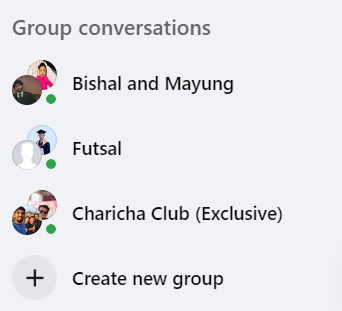 Group conversations
Bishal and Mayung
Futsal
Charicha Club (Exclusive)
Create new group